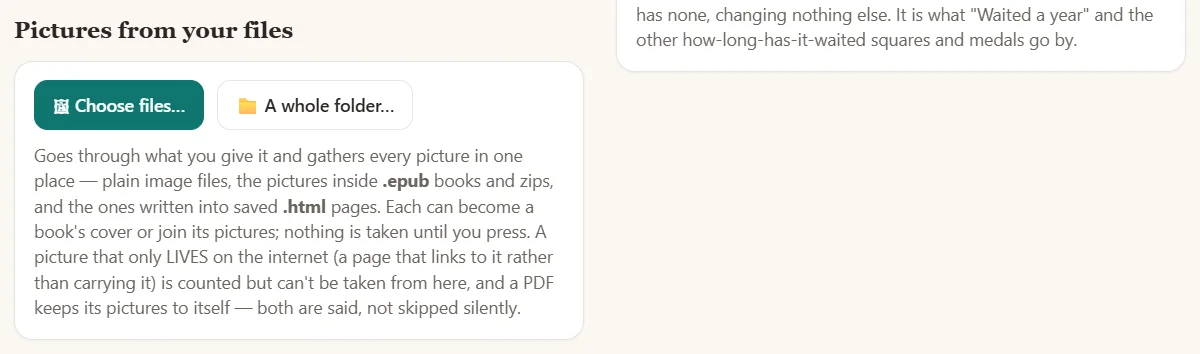 Pictures from your files
Choose files...
A whole folder...
Goes through what you give it and gathers every picture in one
place — plain image files, the pictures inside .epub books and zips,
and the ones written into saved .html pages. Each can become a
book's cover or join its pictures; nothing is taken until you press. A
picture that only LIVES on the internet (a page that links to it rather
than carrying it) is counted but can't be taken from here, and a PDF
keeps its pictures to itself — both are said, not skipped silently.
has none, changing nothing else. It is what "Waited a year" and the
other how-long-has-it-waited squares and medals go by.